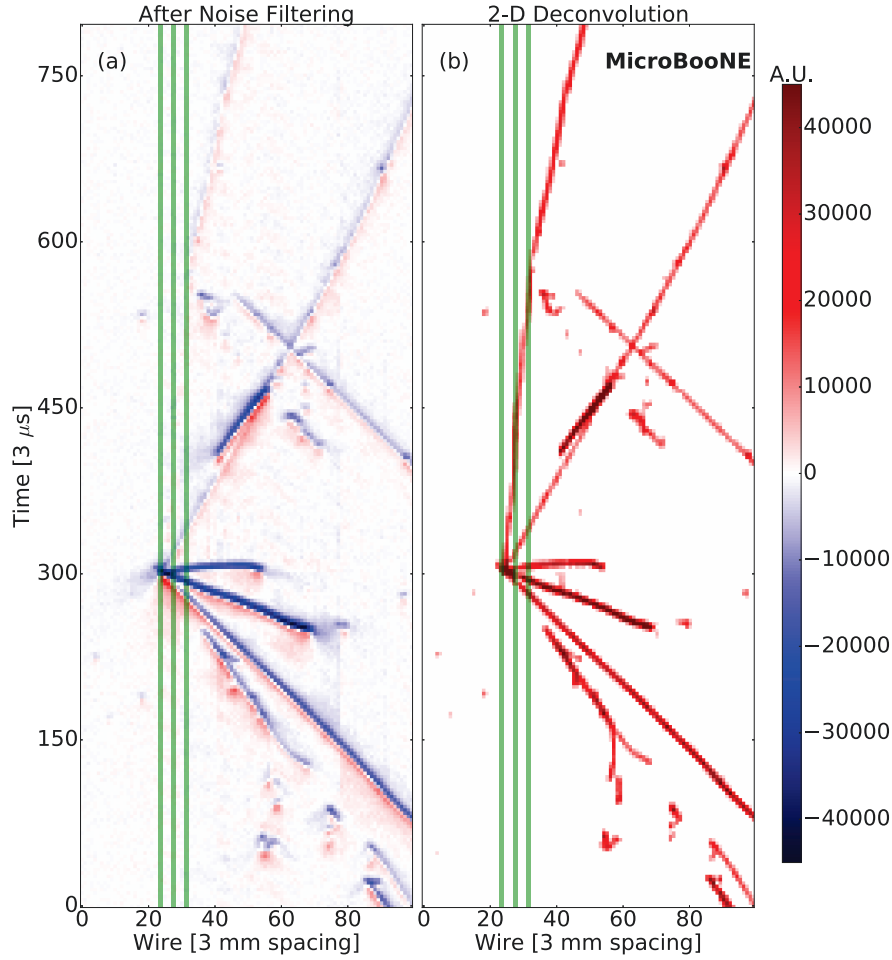 After Noise Filtering
2-D Deconvolution
(a)
(b)
MicroBooNE
A.U.
750
600
450
300
150
0
Time [3 μs]
0 20 40 60 80
0 20 40 60 80
Wire [3 mm spacing]
Wire [3 mm spacing]
40000
30000
20000
10000
0
−10000
−20000
−30000
−40000